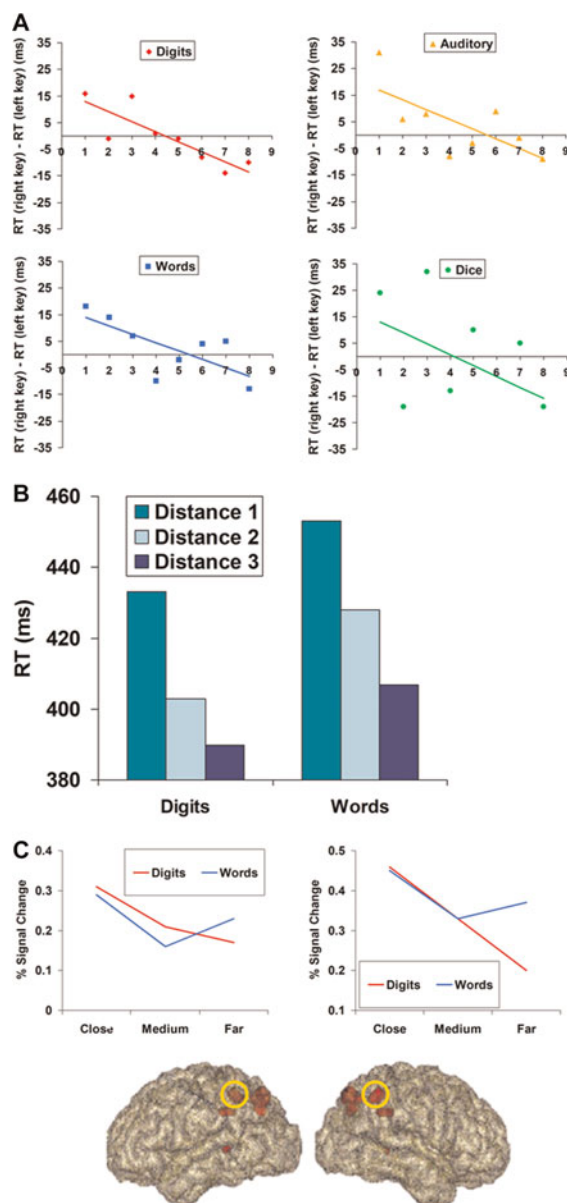 A
RT (right key) - RT (left key) (ms)
35
25
15
5
-5
-15
-25
-35
0 1 2 3 4 5 6 7 8 9
Digits
RT (right key) - RT (left key) (ms)
35
25
15
5
-5
-15
-25
-35
0 1 2 3 4 5 6 7 8 9
Auditory
RT (right key) - RT (left key) (ms)
35
25
15
5
-5
-15
-25
-35
0 1 2 3 4 5 6 7 8 9
Words
RT (right key) - RT (left key) (ms)
35
25
15
5
-5
-15
-25
-35
0 1 2 3 4 5 6 7 8 9
Dice
B
RT (ms)
460
440
420
400
380
Distance 1
Distance 2
Distance 3
Digits Words
C
% Signal Change
0.4
0.3
0.2
0.1
0
Digits Words
Close Medium Far
% Signal Change
0.5
0.4
0.3
0.2
0.1
Digits Words
Close Medium Far